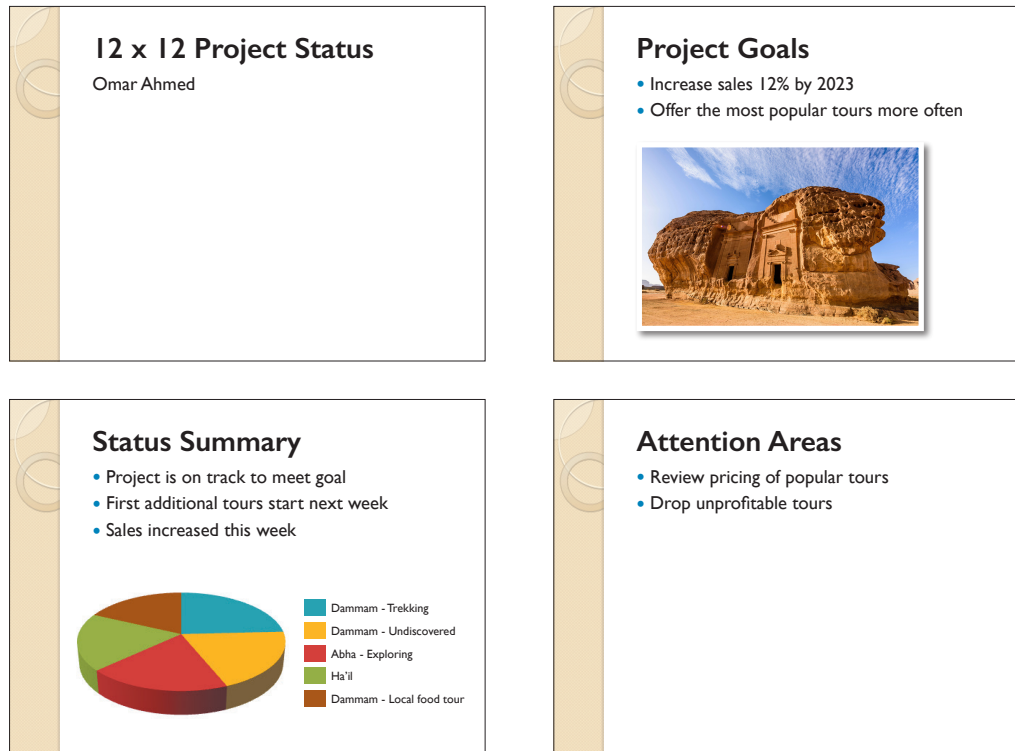 12 x 12 Project Status
Omar Ahmed
Project Goals
• Increase sales 12% by 2023
• Offer the most popular tours more often
Status Summary
• Project is on track to meet goal
• First additional tours start next week
• Sales increased this week
Dammam - Trekking
Dammam - Undiscovered
Abha - Exploring
Ha'il
Dammam - Local food tour
Attention Areas
• Review pricing of popular tours
• Drop unprofitable tours